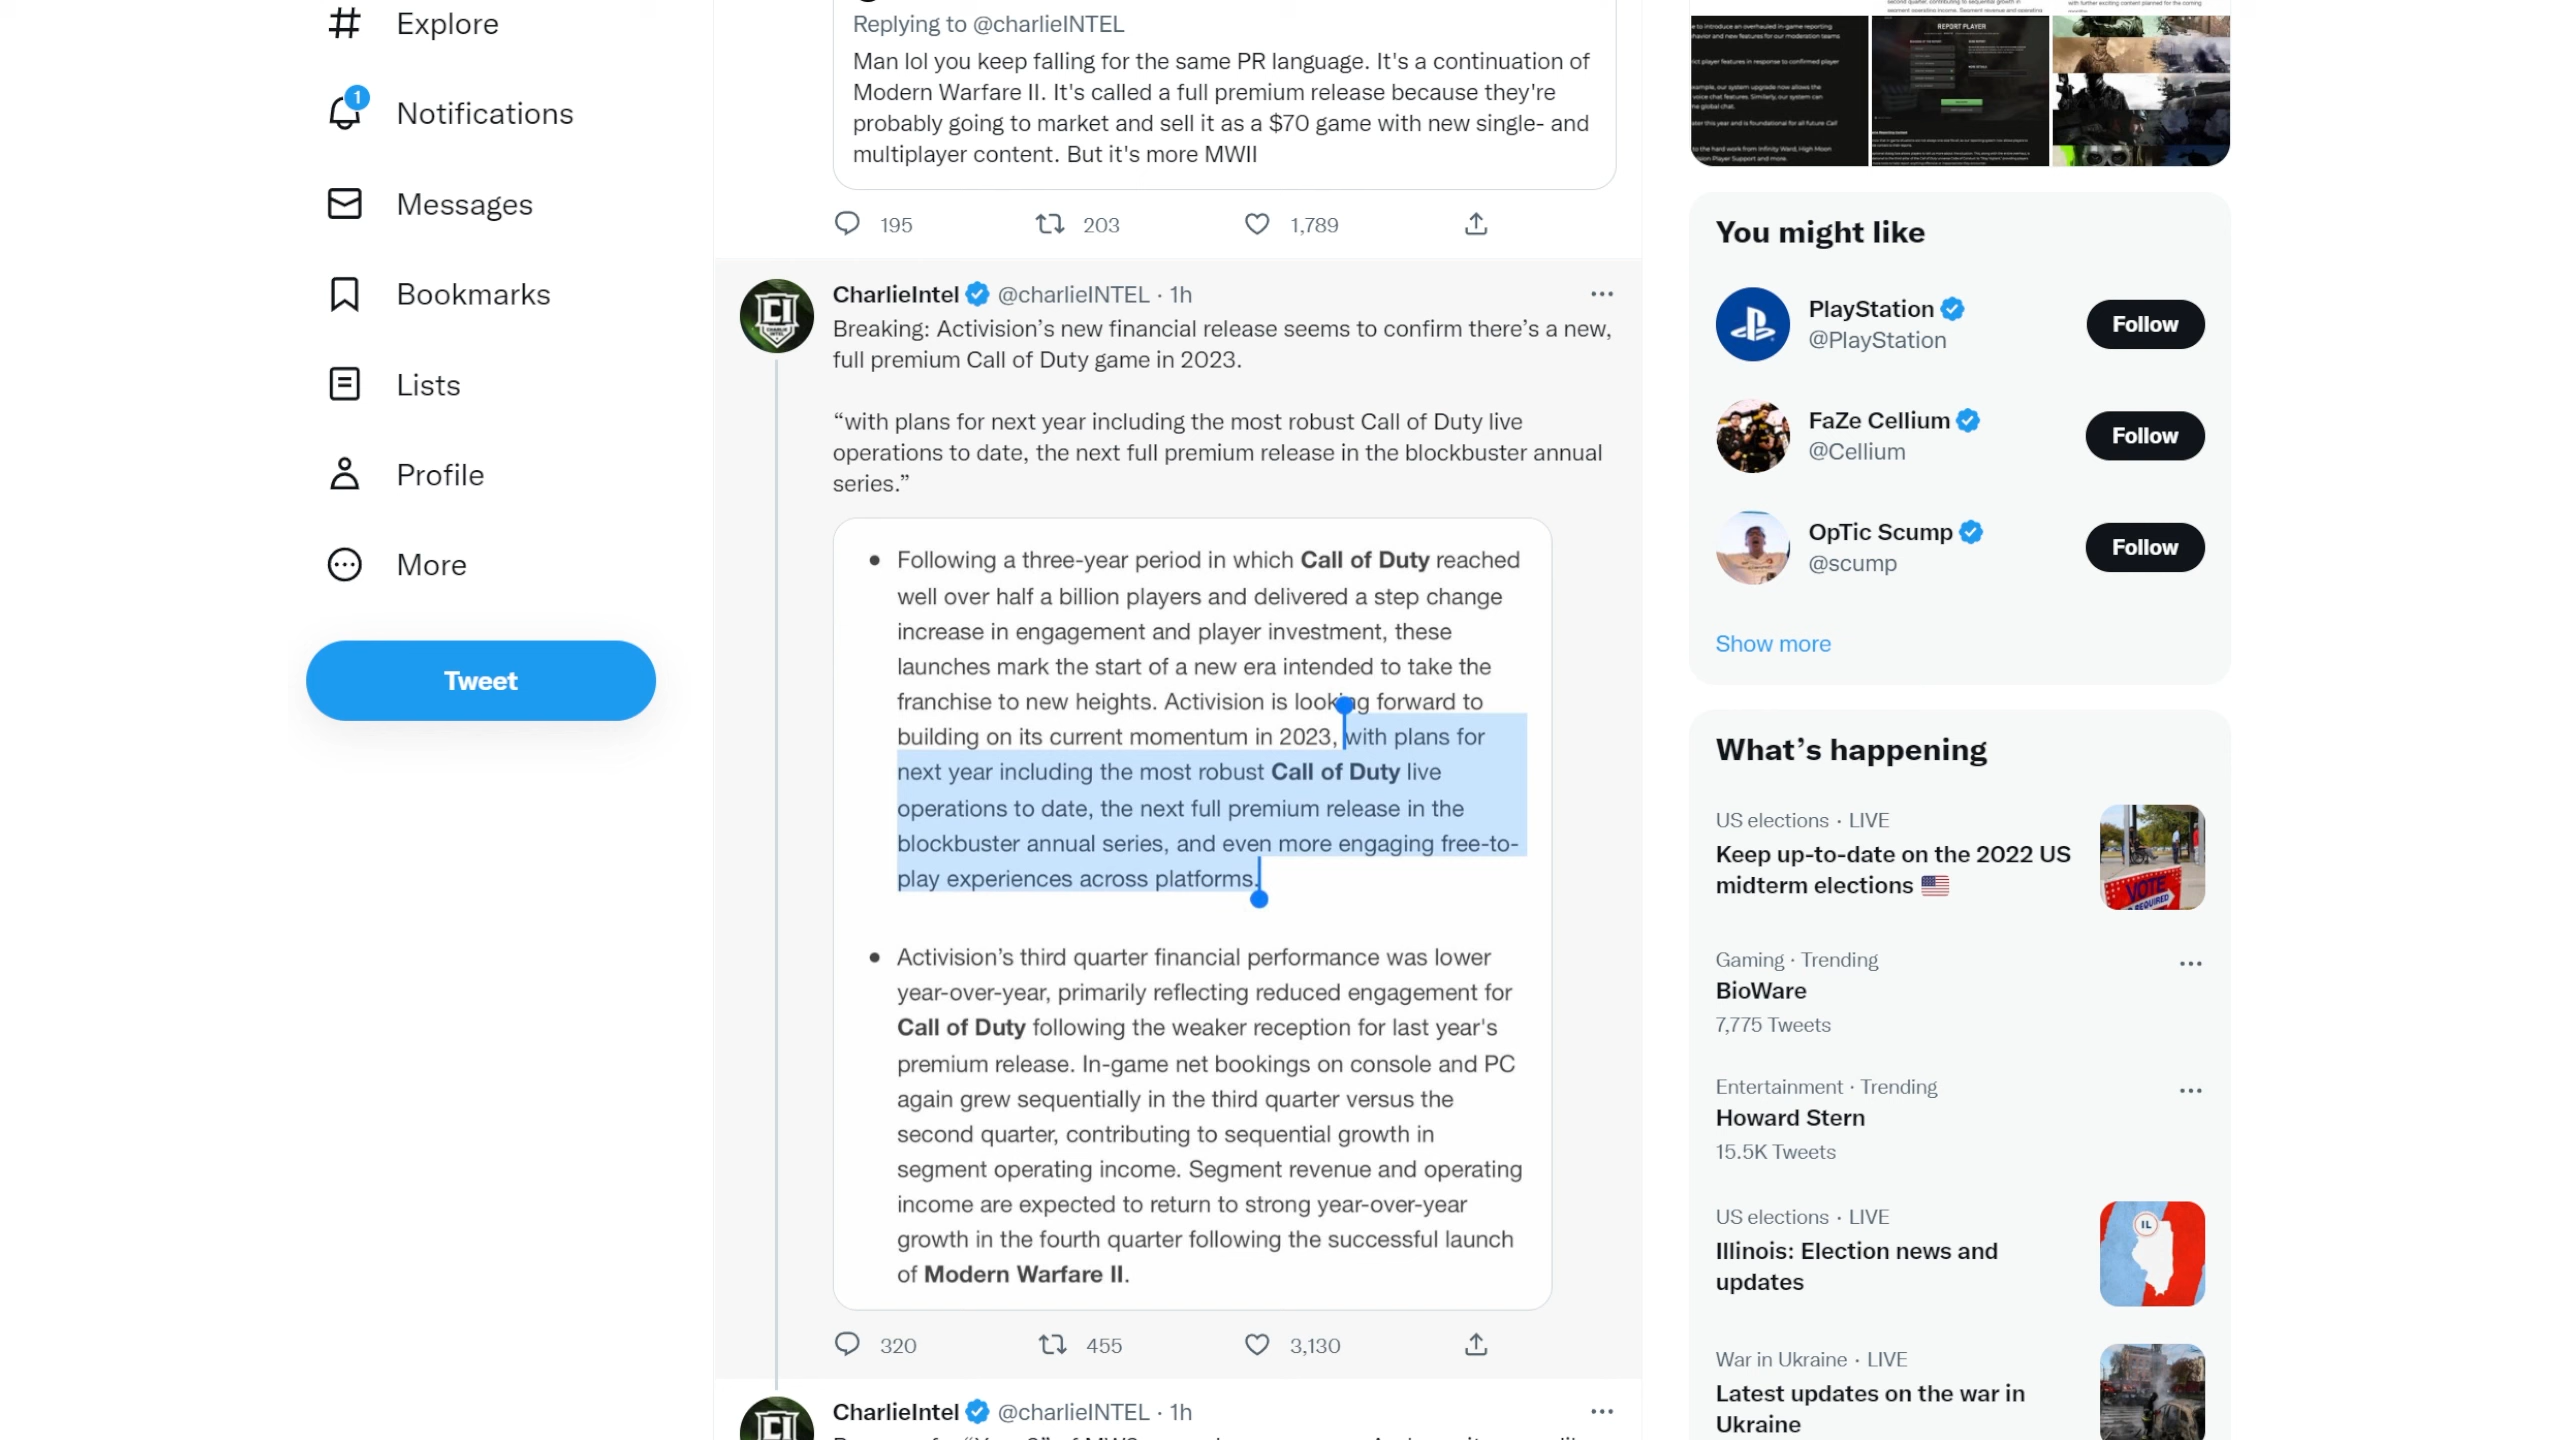 Explore
1
Notifications
Messages
Bookmarks
Lists
Profile
More
Tweet
Replying to @charlieINTEL
Man lol you keep falling for the same PR language. It's a continuation of
Modern Warfare II. It's called a full premium release because they're
probably going to market and sell it as a $70 game with new single- and
multiplayer content. But it's more MWII
195
203
1,789
CharlieIntel @charlieINTEL · 1h
Breaking: Activision’s new financial release seems to confirm there’s a new,
full premium Call of Duty game in 2023.
“with plans for next year including the most robust Call of Duty live
operations to date, the next full premium release in the blockbuster annual
series.”
• Following a three-year period in which Call of Duty reached
well over half a billion players and delivered a step change
increase in engagement and player investment, these
launches mark the start of a new era intended to take the
franchise to new heights. Activision is looking forward to
building on its current momentum in 2023, with plans for
next year including the most robust Call of Duty live
operations to date, the next full premium release in the
blockbuster annual series, and even more engaging free-to-
play experiences across platforms.
• Activision’s third quarter financial performance was lower
year-over-year, primarily reflecting reduced engagement for
Call of Duty following the weaker reception for last year's
premium release. In-game net bookings on console and PC
again grew sequentially in the third quarter versus the
second quarter, contributing to sequential growth in
segment operating income. Segment revenue and operating
income are expected to return to strong year-over-year
growth in the fourth quarter following the successful launch
of Modern Warfare II.
320
455
3,130
CharlieIntel @charlieINTEL · 1h
REPORT PLAYER
You might like
PlayStation
@PlayStation
Follow
FaZe Cellium
@Cellium
Follow
OpTic Scump
@scump
Follow
Show more
What’s happening
US elections · LIVE
Keep up-to-date on the 2022 US
midterm elections
VOTE
Gaming · Trending
BioWare
7,775 Tweets
Entertainment · Trending
Howard Stern
15.5K Tweets
US elections · LIVE
Illinois: Election news and
updates
IL
War in Ukraine · LIVE
Latest updates on the war in
Ukraine